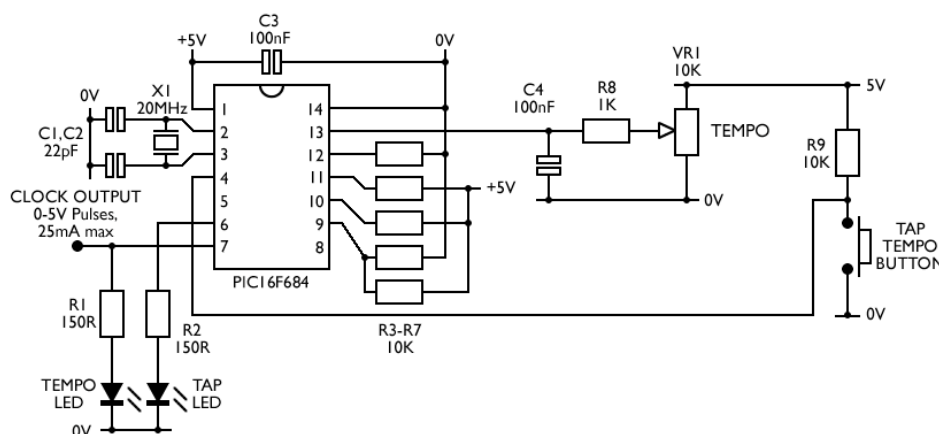 C3
100nF
+5V
0V
VR1
10K
5V
C4
100nF
R8
1K
TEMPO
X1
20MHz
0V
C1,C2
22pF
1
2
3
4
5
6
7
14
13
12
11
10
9
8
PIC16F684
+5V
0V
R9
10K
CLOCK OUTPUT
0-5V Pulses,
25mA max
TAP
TEMPO
BUTTON
0V
R1
150R
R2
150R
R3-R7
10K
TEMPO
LED
TAP
LED
0V